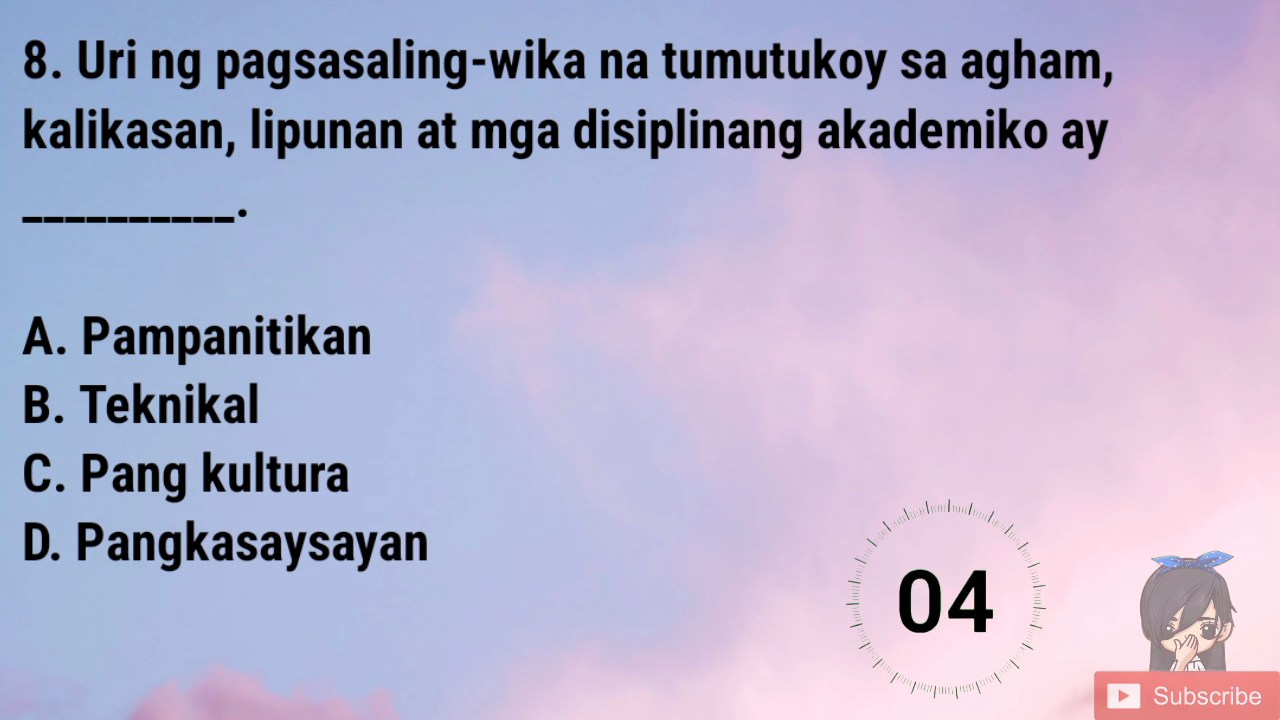 8. Uri ng pagsasaling-wika na tumutukoy sa agham,
kalikasan, lipunan at mga disiplinang akademiko ay
__________.
A. Pampanitikan
B. Teknikal
C. Pang kultura
D. Pangkasaysayan
04
Subscribe